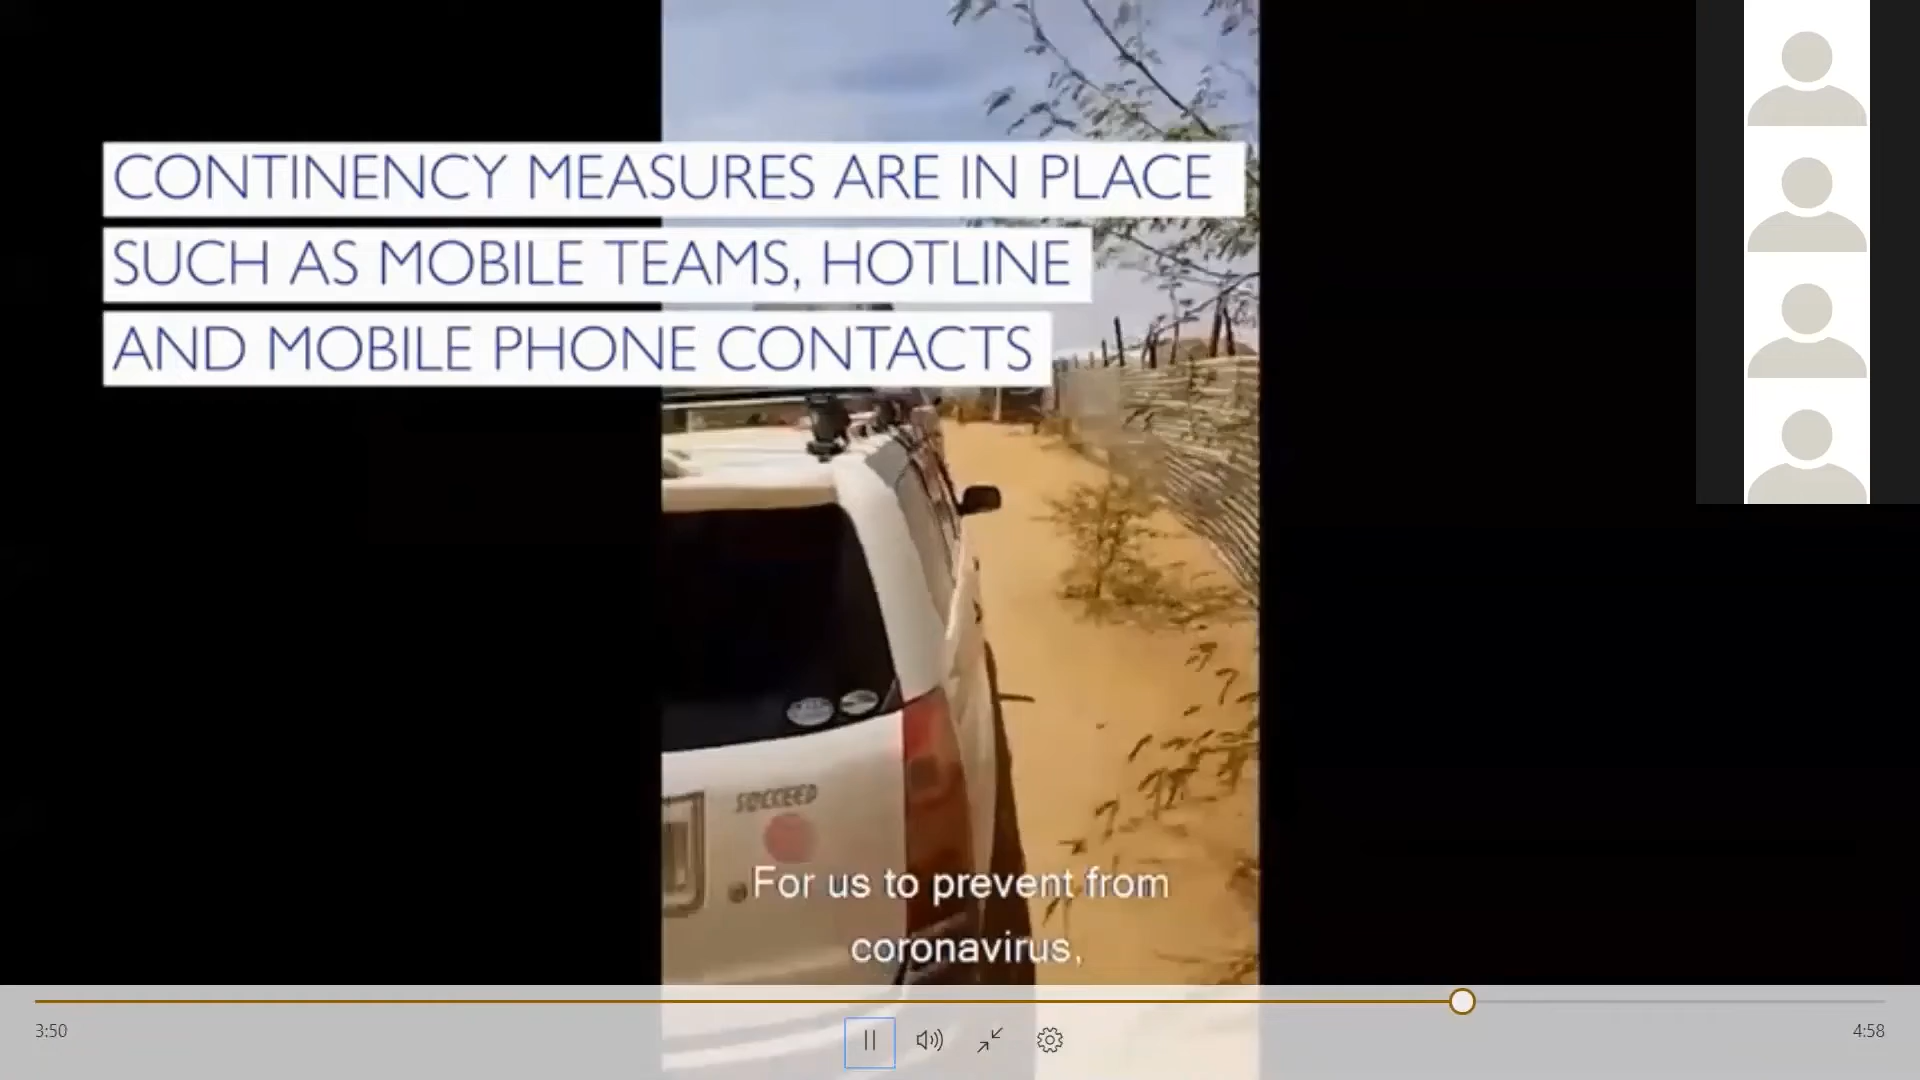 CONTINENCY MEASURES ARE IN PLACE
SUCH AS MOBILE TEAMS, HOTLINE
AND MOBILE PHONE CONTACTS
SUCCEED
For us to prevent from
coronavirus,
3:50
4:58